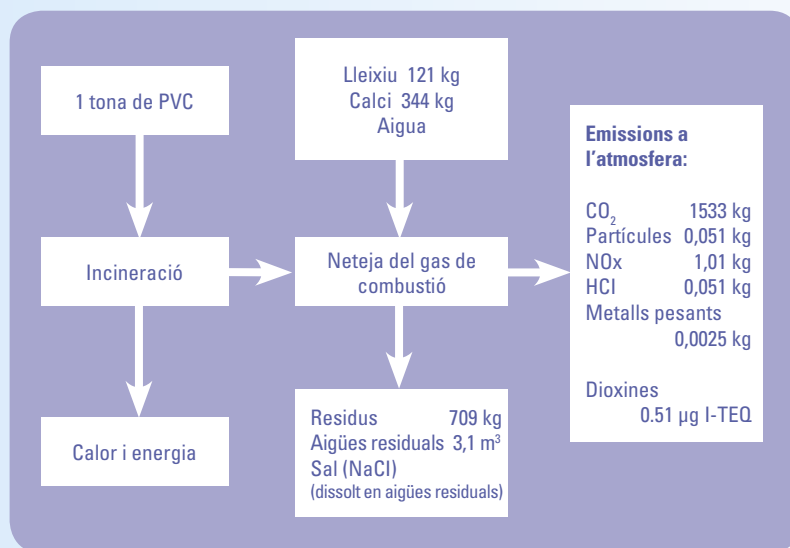 1 tona de PVC
Lleixiu 121 kg
Calci 344 kg
Aigua
Incineració
Neteja del gas de
combustió
Calor i energia
Residus 709 kg
Aigües residuals 3,1 m³
Sal (NaCl)
(dissolt en aigües residuals)
Emissions a
l'atmosfera:
CO₂ 1533 kg
Partícules 0,051 kg
NOx 1,01 kg
HCl 0,051 kg
Metalls pesants
0,0025 kg
Dioxines
0.51 µg I-TEQ